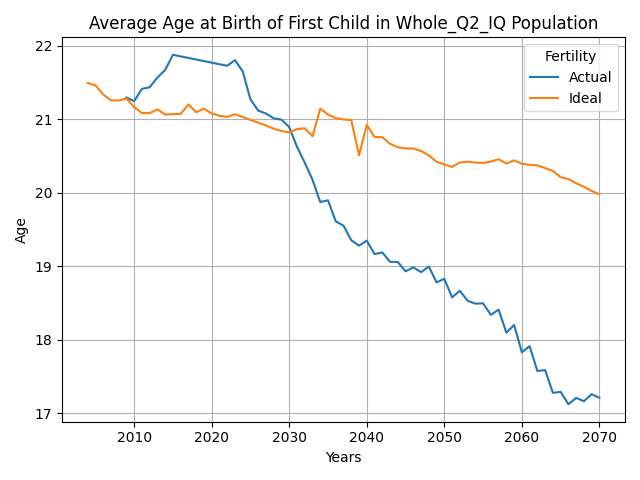 Average Age at Birth of First Child in Whole_Q2_IQ Population
Fertility
Actual
Ideal
Age
22
21
20
19
18
17
2010 2020 2030 2040 2050 2060 2070
Years